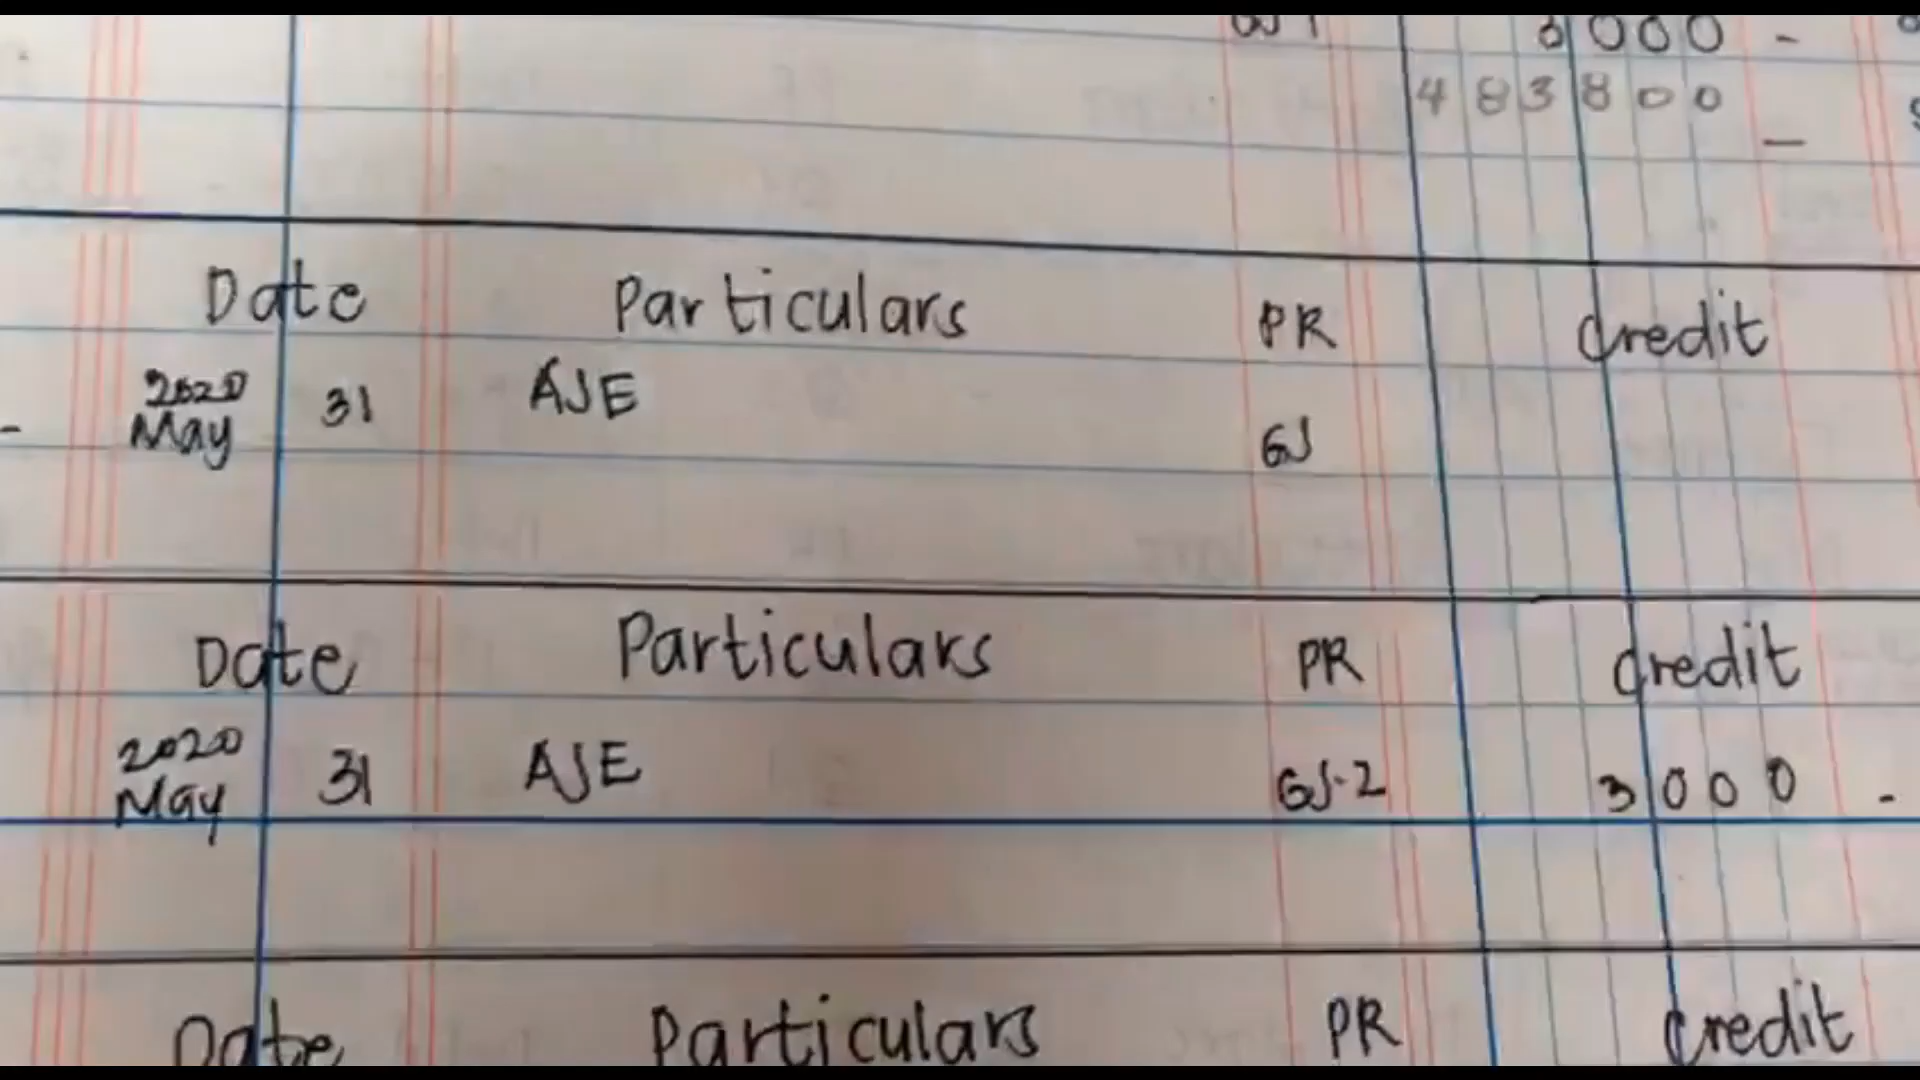 3000 -
483800 -
Date Particulars PR Credit
2020
May 31 AJE GJ
Date Particulars PR Credit
2020
May 31 AJE GJ-2 3000 -
Date Particulars PR Credit